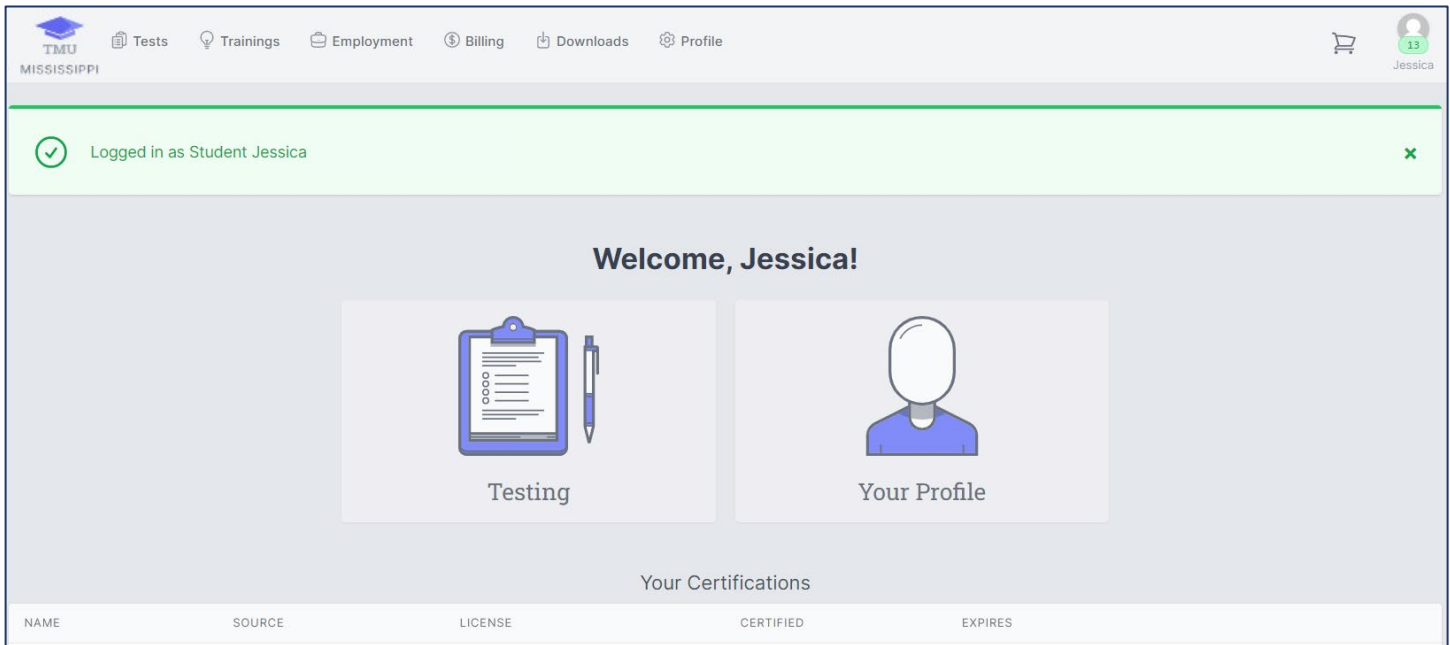 TMU
MISSISSIPPI
Tests
Trainings
Employment
Billing
Downloads
Profile
13
Jessica
Logged in as Student Jessica
Welcome, Jessica!
Testing
Your Profile
Your Certifications
NAME SOURCE LICENSE CERTIFIED EXPIRES